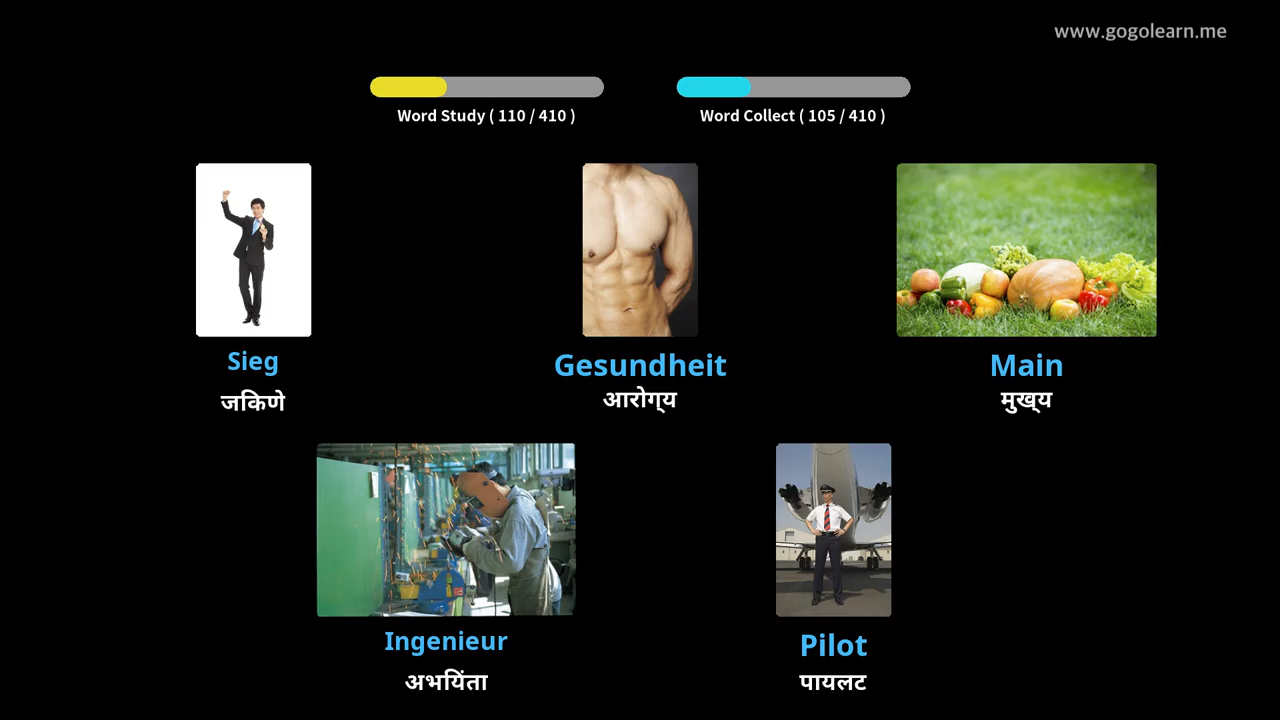 www.gogolearn.me
Word Study ( 110 / 410 )
Word Collect ( 105 / 410 )
Sieg
जकिणे
Gesundheit
आरोग्य
Main
मुख्य
Ingenieur
अभयिंता
Pilot
पायलट